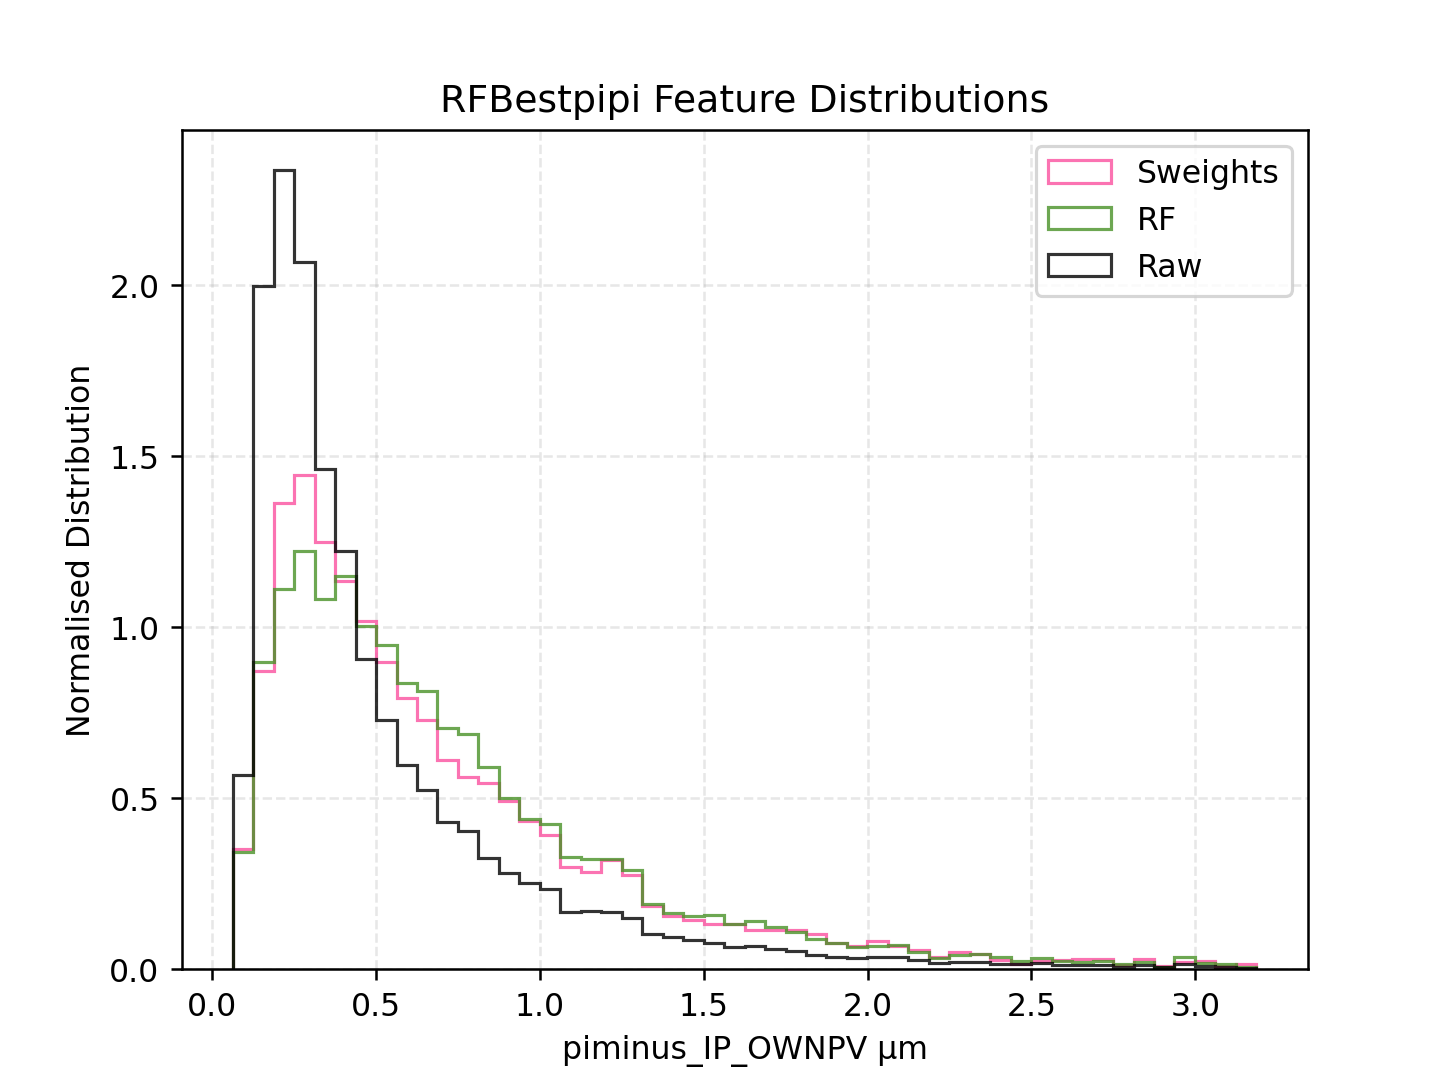 RFBestpipi Feature Distributions
Sweights
RF
Raw
Normalised Distribution
2.0
1.5
1.0
0.5
0.0
0.0 0.5 1.0 1.5 2.0 2.5 3.0
piminus_IP_OWNPV μm